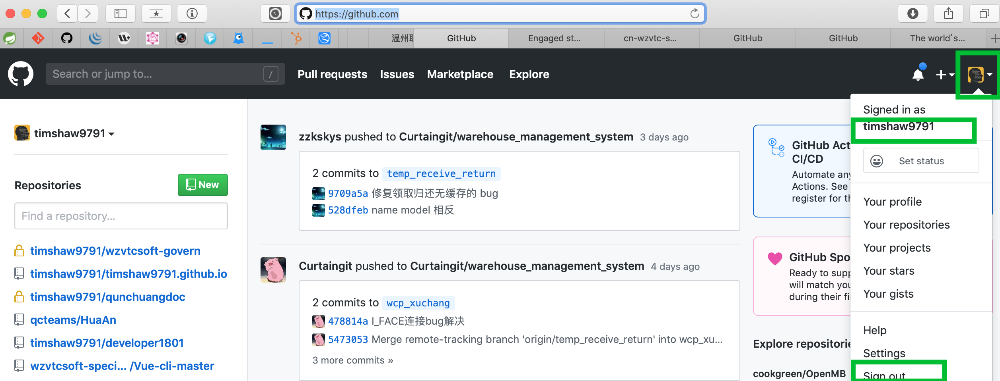 https://github.com
温州职
GitHub
Engaged st...
cn-wzvtc-s...
GitHub
GitHub
The world's...
Search or jump to...
/
Pull requests
Issues
Marketplace
Explore
timshaw9791
Repositories
New
Find a repository...
timshaw9791/wzvtcsoft-govern
timshaw9791/timshaw9791.github.io
timshaw9791/qunchuangdoc
qcteams/HuaAn
timshaw9791/developer1801
wzvtcsoft-speci... /Vue-cli-master
zzkskys pushed to Curtaingit/warehouse_management_system 3 days ago
2 commits to temp_receive_return
9709a5a 修复领取归还无缓存的 bug
528dfeb name model 相反
Curtaingit pushed to Curtaingit/warehouse_management_system 4 days ago
2 commits to wcp_xuchang
478814a I_FACE连接bug解决
5473053 Merge remote-tracking branch 'origin/temp_receive_return' into wcp_xu...
3 more commits »
GitHub Act
CI/CD
Automate any
Actions. See
register for th
GitHub Spo
Ready to supp
will match you
during their fi
Explore repositorie
cookgreen/OpenMB
Signed in as
timshaw9791
Set status
Your profile
Your repositories
Your projects
Your stars
Your gists
Help
Settings
Sign out